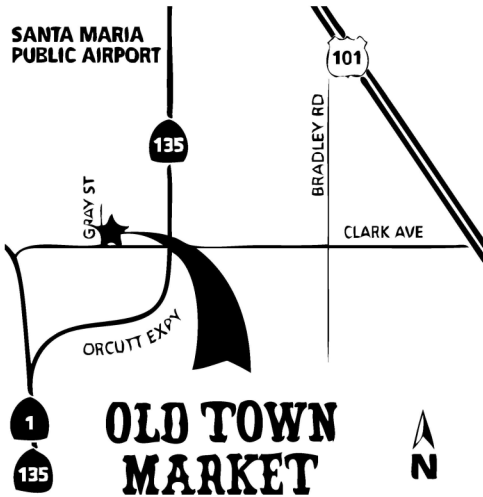 SANTA MARIA
PUBLIC AIRPORT
101
BRADLEY RD
135
GRAY ST
CLARK AVE
ORCUTT EXPY
1
135
OLD TOWN
MARKET
N